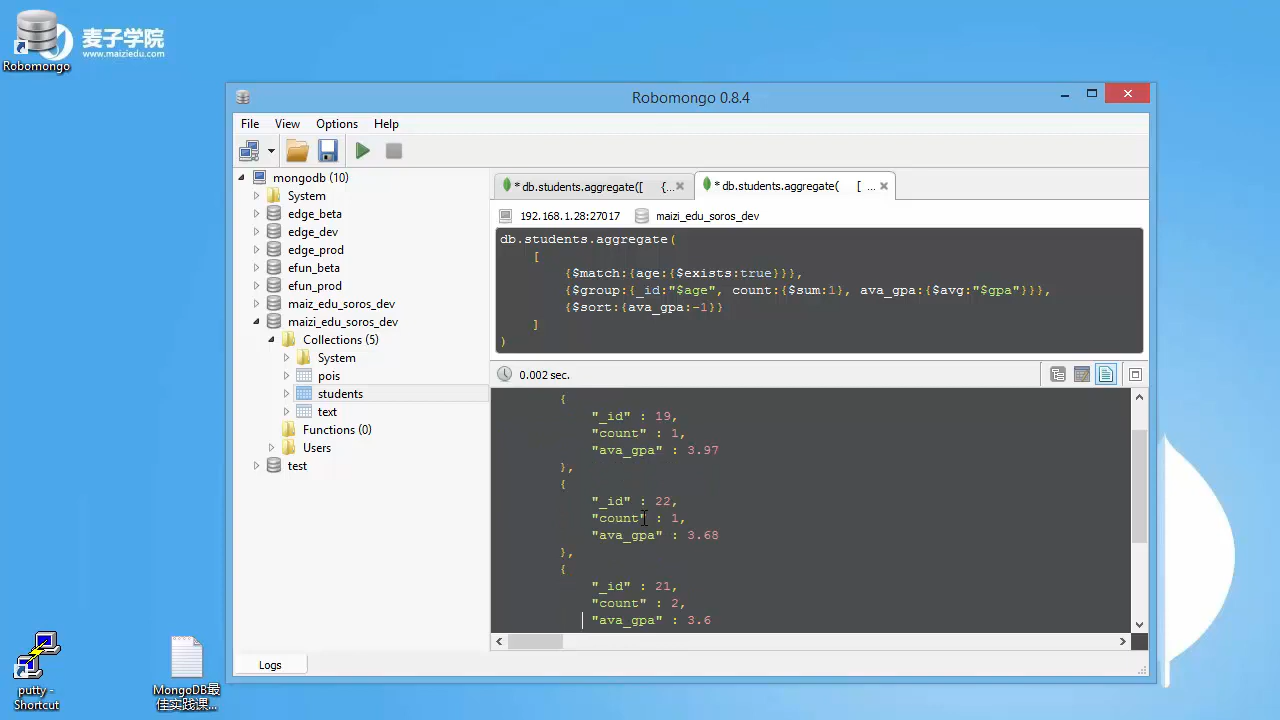 麦子学院
www.maiziedu.com
Robomongo
Robomongo 0.8.4
File View Options Help
mongodb (10)
System
edge_beta
edge_dev
edge_prod
efun_beta
efun_prod
maiz_edu_soros_dev
maizi_edu_soros_dev
Collections (5)
System
pois
students
text
Functions (0)
Users
test
* db.students.aggregate([ {...
* db.students.aggregate( [ ...
192.168.1.28:27017 maizi_edu_soros_dev
db.students.aggregate(
[
{$match:{age:{$exists:true}}},
{$group:{_id:"$age", count:{$sum:1}, ava_gpa:{$avg:"$gpa"}}},
{$sort:{ava_gpa:-1}}
]
)
0.002 sec.
{
"_id" : 19,
"count" : 1,
"ava_gpa" : 3.97
},
{
"_id" : 22,
"count" : 1,
"ava_gpa" : 3.68
},
{
"_id" : 21,
"count" : 2,
"ava_gpa" : 3.6
Logs
putty -
Shortcut
MongoDB最
佳实践课...